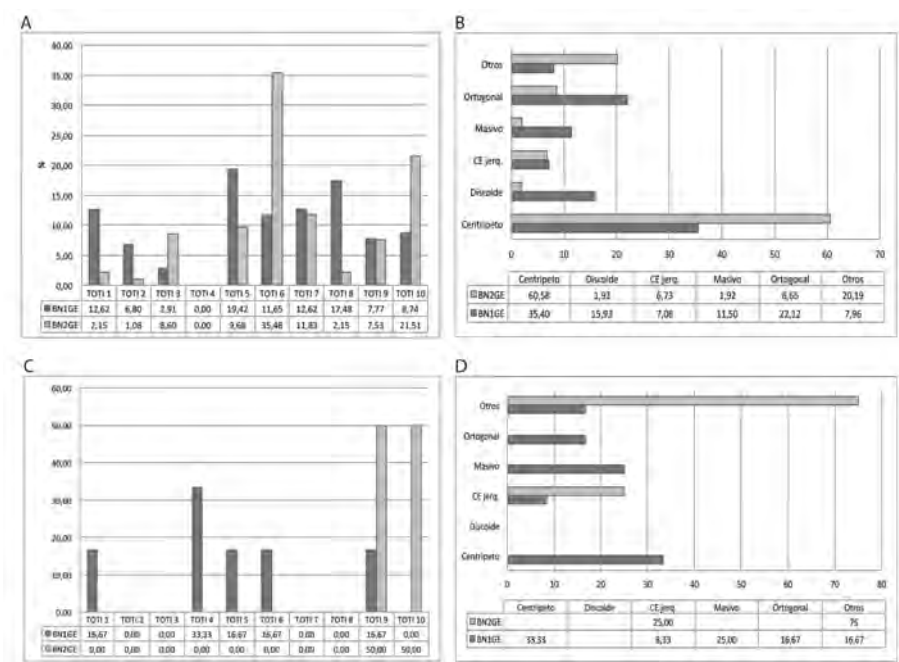 A
40,00
35,00
30,00
25,00
20,00
%
15,00
10,00
5,00
0,00
TOTI 1 TOTI 2 TOTI 3 TOTI 4 TOTI 5 TOTI 6 TOTI 7 TOTI 8 TOTI 9 TOTI 10
BN1GE 12,62 6,80 2,91 0,00 19,42 11,65 12,62 17,48 7,77 8,74
BN2GE 2,15 1,08 8,60 0,00 9,68 35,48 11,83 2,15 7,53 21,51
B
Otros
Ortogonal
Masivo
CE jerq.
Discoide
Centripeto
0 10 20 30 40 50 60 70
Centripeto Discoide CE jerq. Masivo Ortogonal Otros
BN2GE 60,58 1,92 6,73 1,92 8,65 20,19
BN1GE 35,40 15,93 7,08 11,50 22,12 7,96
C
60,00
50,00
40,00
30,00
20,00
10,00
0,00
TOTI 1 TOTI 2 TOTI 3 TOTI 4 TOTI 5 TOTI 6 TOTI 7 TOTI 8 TOTI 9 TOTI 10
BN1GE 16,67 0,00 0,00 33,33 16,67 16,67 0,00 0,00 16,67 0,00
BN2GE 0,00 0,00 0,00 0,00 0,00 0,00 0,00 0,00 50,00 50,00
D
Otros
Ortogonal
Masivo
CE jerq.
Discoide
Centripeto
0 10 20 30 40 50 60 70 80
Centripeto Discoide CE jerq. Masivo Ortogonal Otros
BN2GE 25,00 75
BN1GE 33,33 8,33 25,00 16,67 16,67